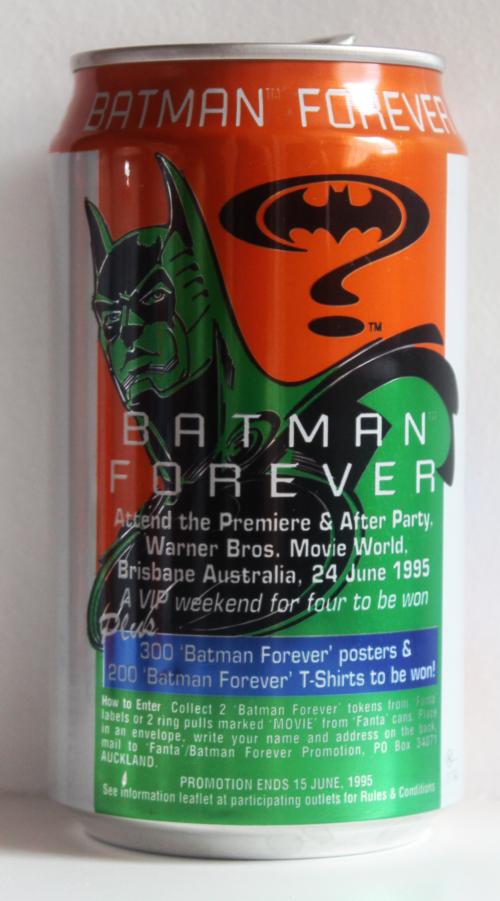 BATMAN™ FOREVER
TM
BATMAN™
FOREVER
Attend the Premiere & After Party,
Warner Bros. Movie World,
Brisbane Australia, 24 June 1995
A VIP weekend for four to be won
Plus
300 'Batman Forever' posters &
200 'Batman Forever' T-Shirts to be won!
How to Enter Collect 2 'Batman Forever' tokens from 'Fanta'
labels or 2 ring pulls marked 'MOVIE' from 'Fanta' cans. Place
in an envelope, write your name and address on the back,
mail to 'Fanta'/Batman Forever Promotion, PO Box 34071
AUCKLAND.
PROMOTION ENDS 15 JUNE, 1995
See information leaflet at participating outlets for Rules & Conditions